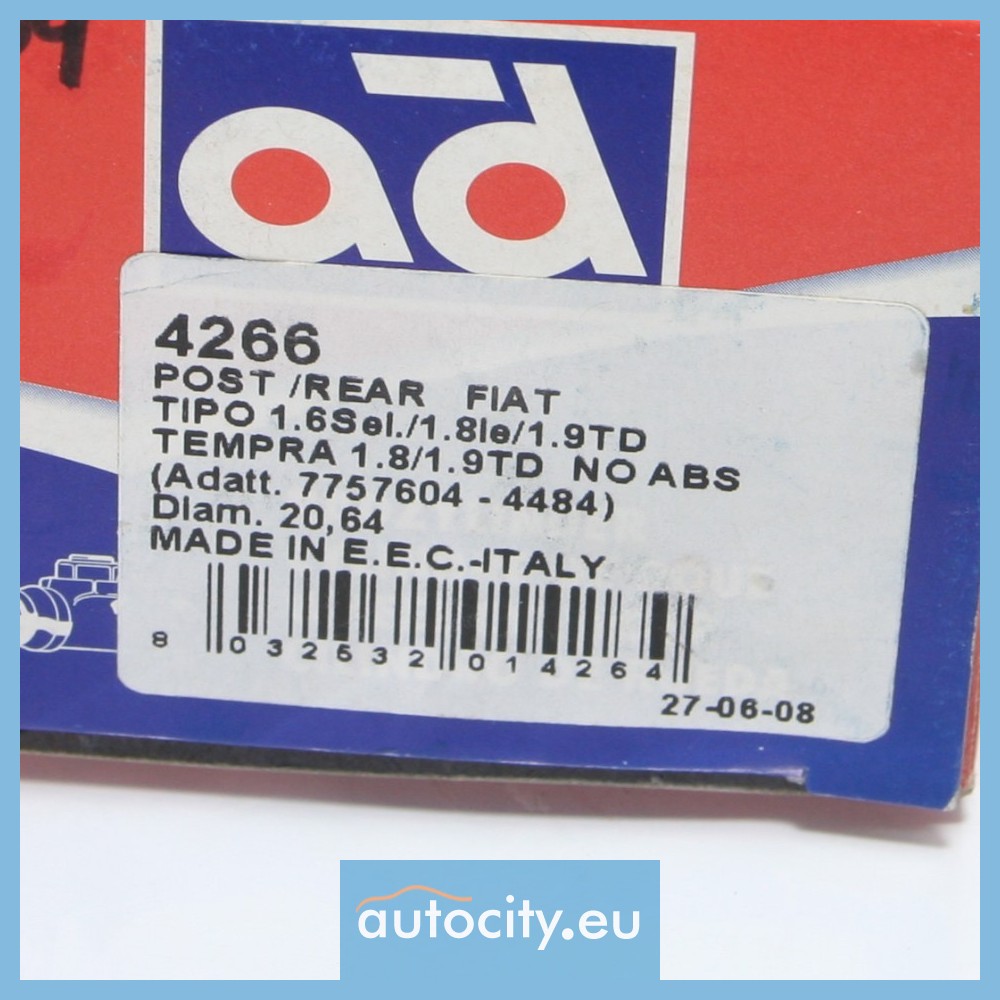 ad
4266
POST /REAR FIAT
TIPO 1.6Sel./1.8Ie/1.9TD
TEMPRA 1.8/1.9TD NO ABS
(Adatt. 7757604 - 4484)
Diam. 20,64
MADE IN E.E.C.-ITALY
8 032532 014264
27-06-08
autocity.eu